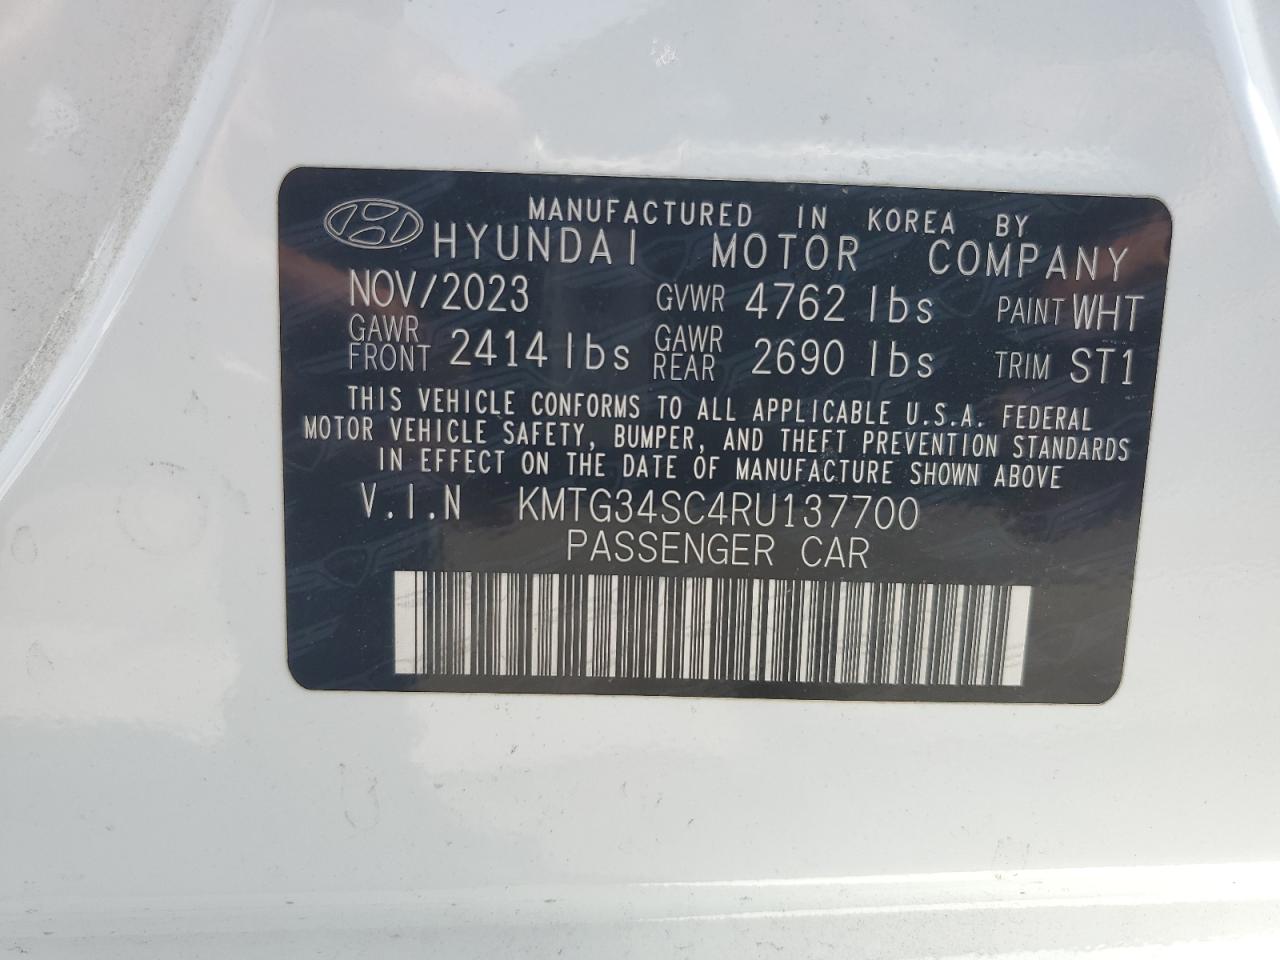 MANUFACTURED IN KOREA BY
HYUNDAI MOTOR COMPANY
NOV/2023 GVWR 4762 lbs PAINT WHT
GAWR FRONT 2414 lbs GAWR REAR 2690 lbs TRIM ST1
THIS VEHICLE CONFORMS TO ALL APPLICABLE U.S.A. FEDERAL
MOTOR VEHICLE SAFETY, BUMPER, AND THEFT PREVENTION STANDARDS
IN EFFECT ON THE DATE OF MANUFACTURE SHOWN ABOVE
V.I.N KMTG34SC4RU137700
PASSENGER CAR